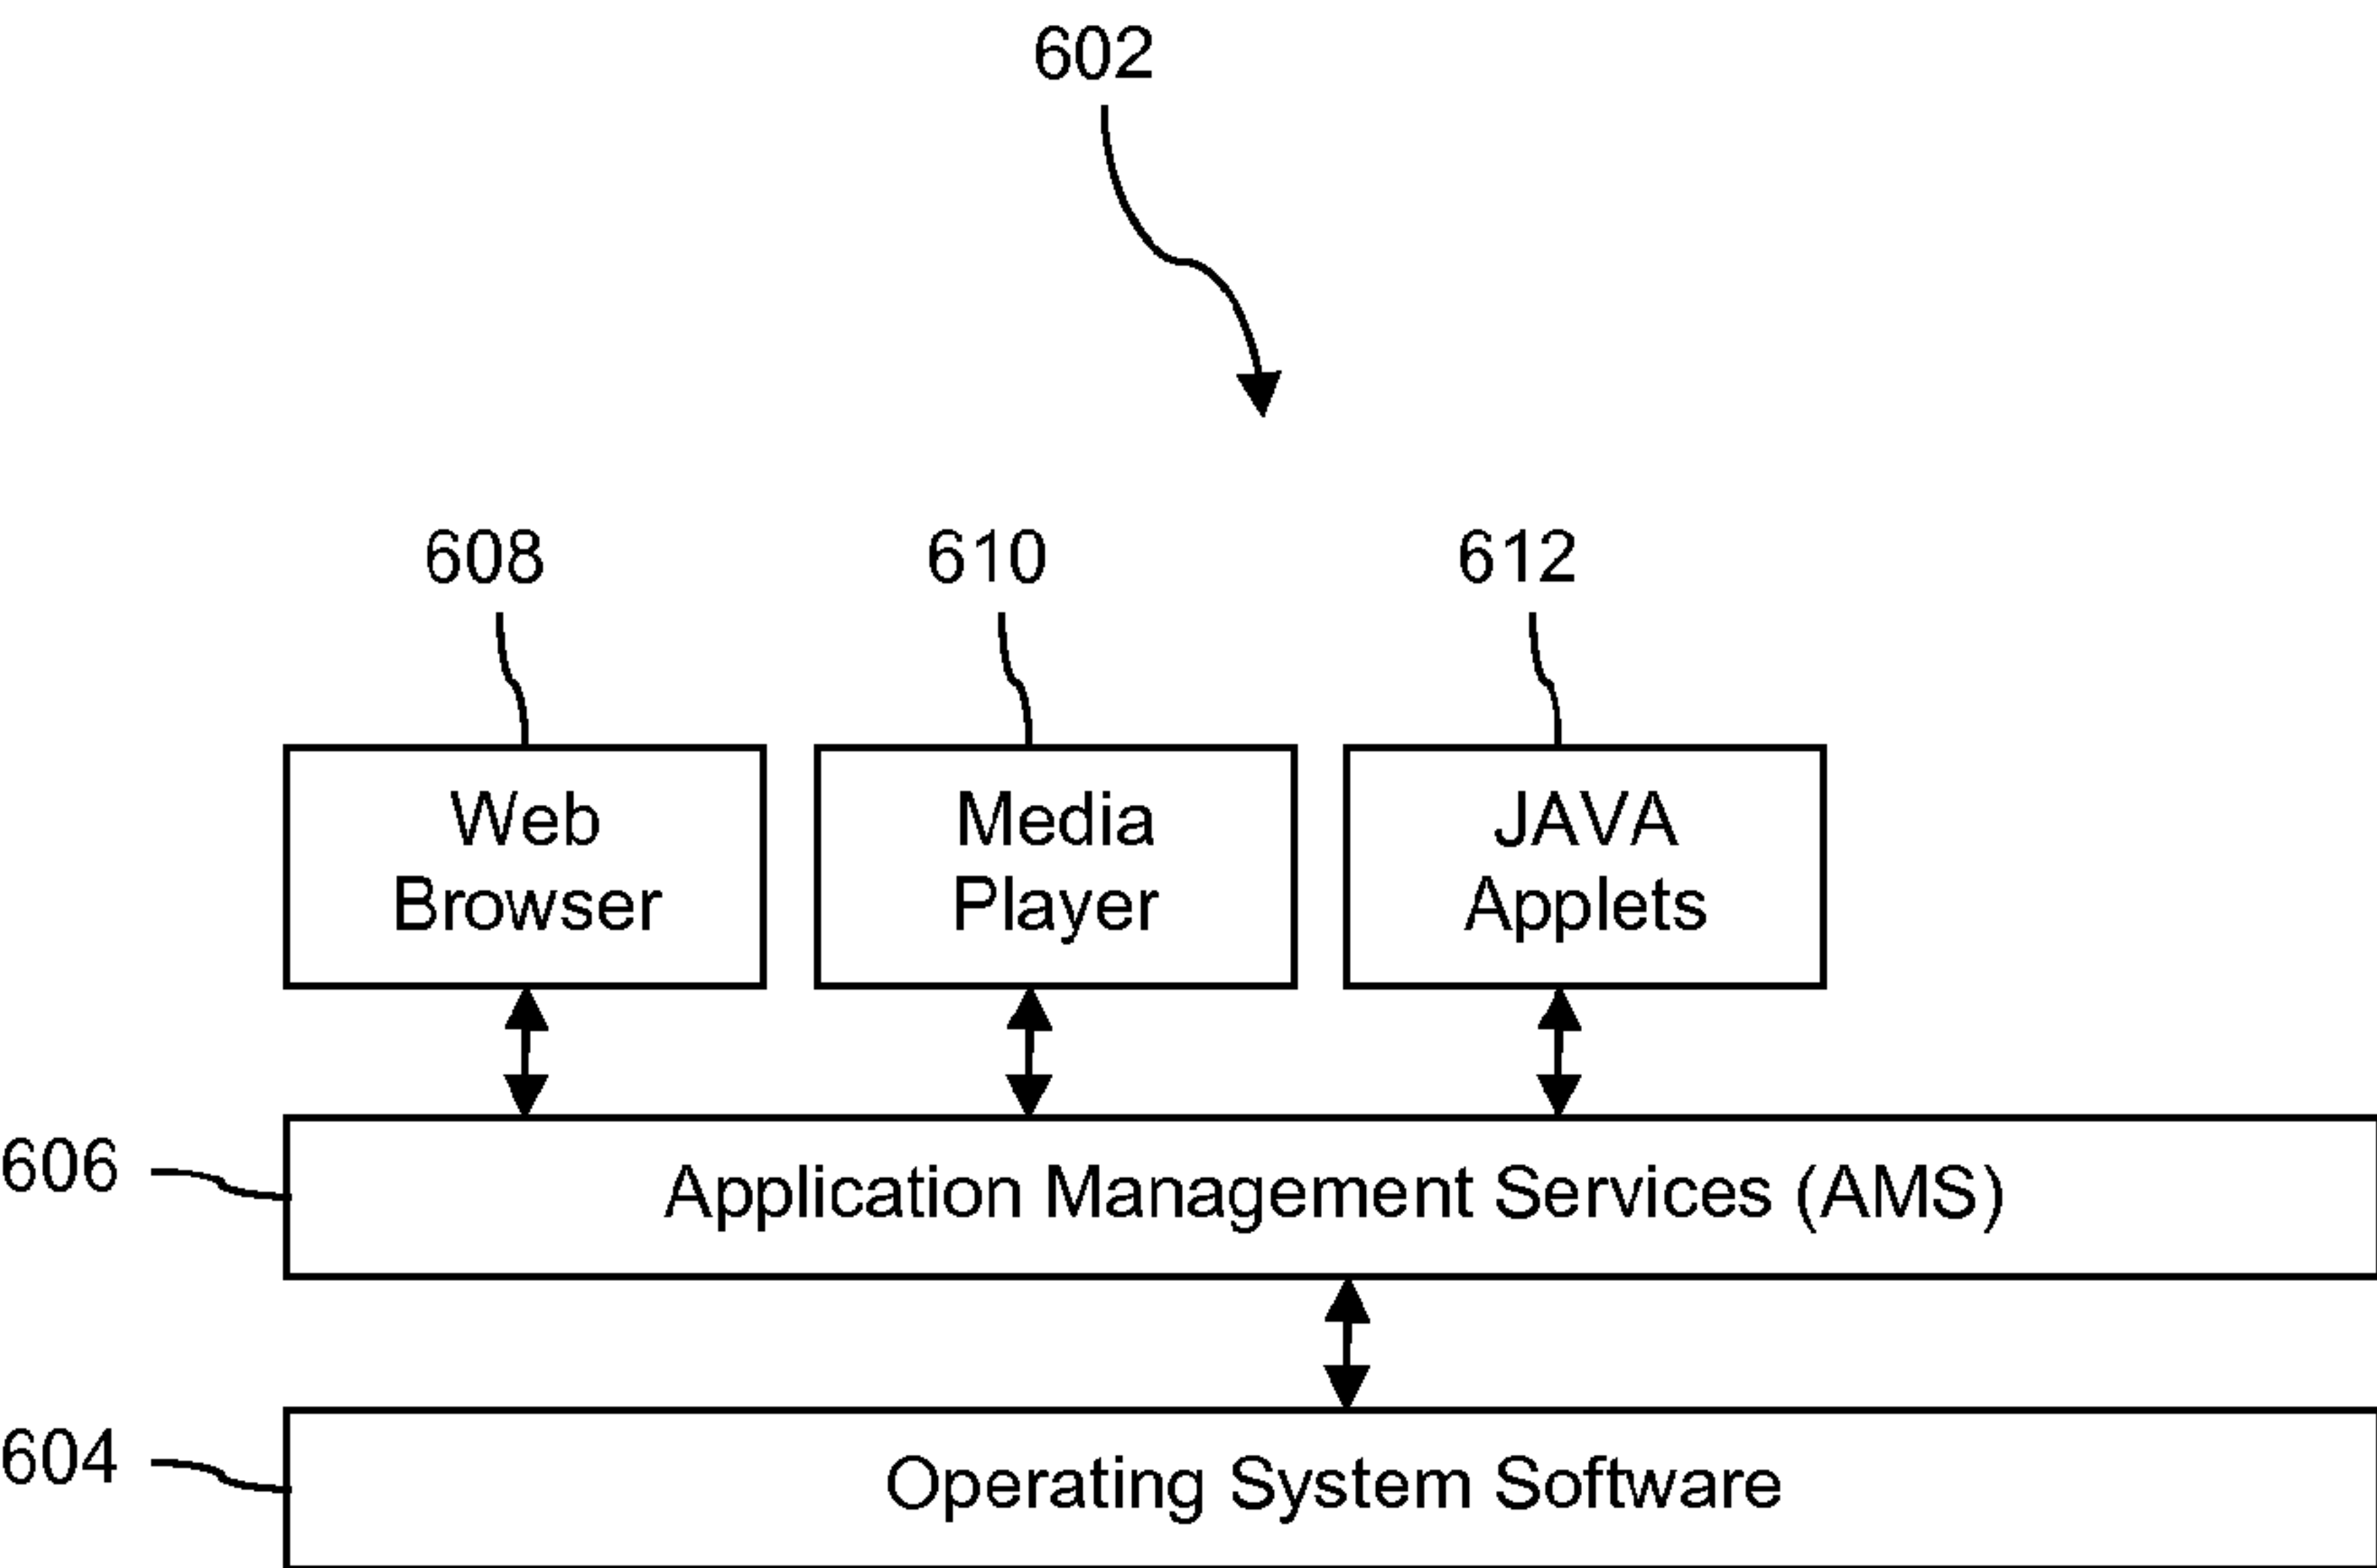 602
608
610
612
Web
Browser
Media
Player
JAVA
Applets
606
Application Management Services (AMS)
604
Operating System Software